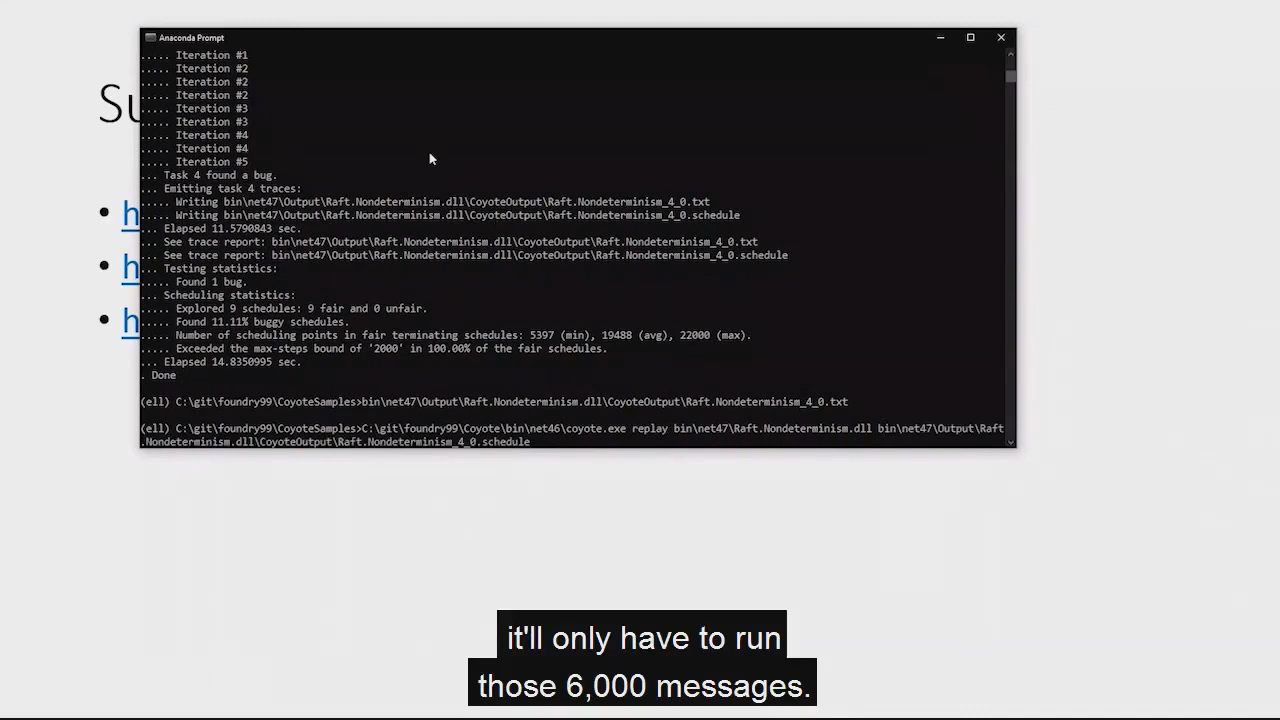 Anaconda Prompt
..... Iteration #1
..... Iteration #2
..... Iteration #2
..... Iteration #2
..... Iteration #3
..... Iteration #3
..... Iteration #4
..... Iteration #4
..... Iteration #5
... Task 4 found a bug.
... Emitting task 4 traces:
..... Writing bin\net47\Output\Raft.Nondeterminism.dll\CoyoteOutput\Raft.Nondeterminism_4_0.txt
..... Writing bin\net47\Output\Raft.Nondeterminism.dll\CoyoteOutput\Raft.Nondeterminism_4_0.schedule
... Elapsed 11.5790843 sec.
... See trace report: bin\net47\Output\Raft.Nondeterminism.dll\CoyoteOutput\Raft.Nondeterminism_4_0.txt
... See trace report: bin\net47\Output\Raft.Nondeterminism.dll\CoyoteOutput\Raft.Nondeterminism_4_0.schedule
... Testing statistics:
..... Found 1 bug.
... Scheduling statistics:
..... Explored 9 schedules: 9 fair and 0 unfair.
..... Found 11.11% buggy schedules.
..... Number of scheduling points in fair terminating schedules: 5397 (min), 19488 (avg), 22000 (max).
..... Exceeded the max-steps bound of '2000' in 100.00% of the fair schedules.
... Elapsed 14.8350995 sec.
. Done
(ell) C:\git\foundry99\CoyoteSamples>bin\net47\Output\Raft.Nondeterminism.dll\CoyoteOutput\Raft.Nondeterminism_4_0.txt
(ell) C:\git\foundry99\CoyoteSamples>C:\git\foundry99\Coyote\bin\net46\coyote.exe replay bin\net47\Raft.Nondeterminism.dll bin\net47\Output\Raft
.Nondeterminism.dll\CoyoteOutput\Raft.Nondeterminism_4_0.schedule
Su
• h
• h
• h
it'll only have to run
those 6,000 messages.